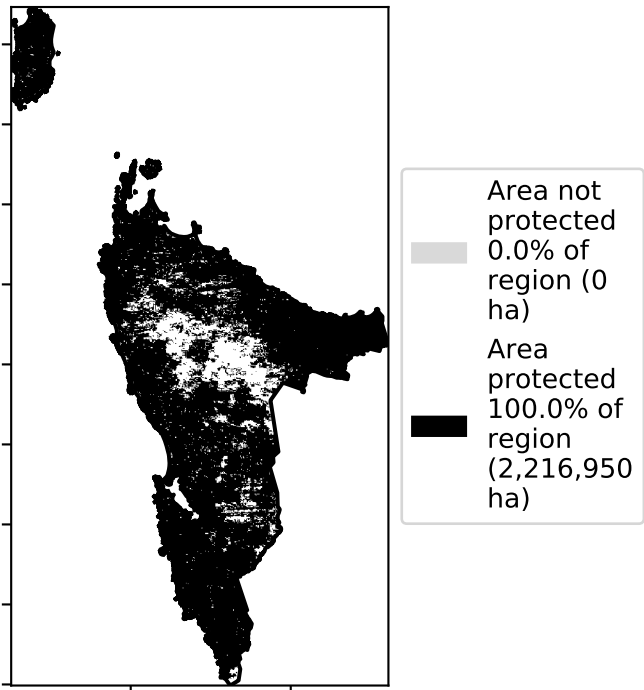 Area not
protected
0.0% of
region (0
ha)
Area
protected
100.0% of
region
(2,216,950
ha)